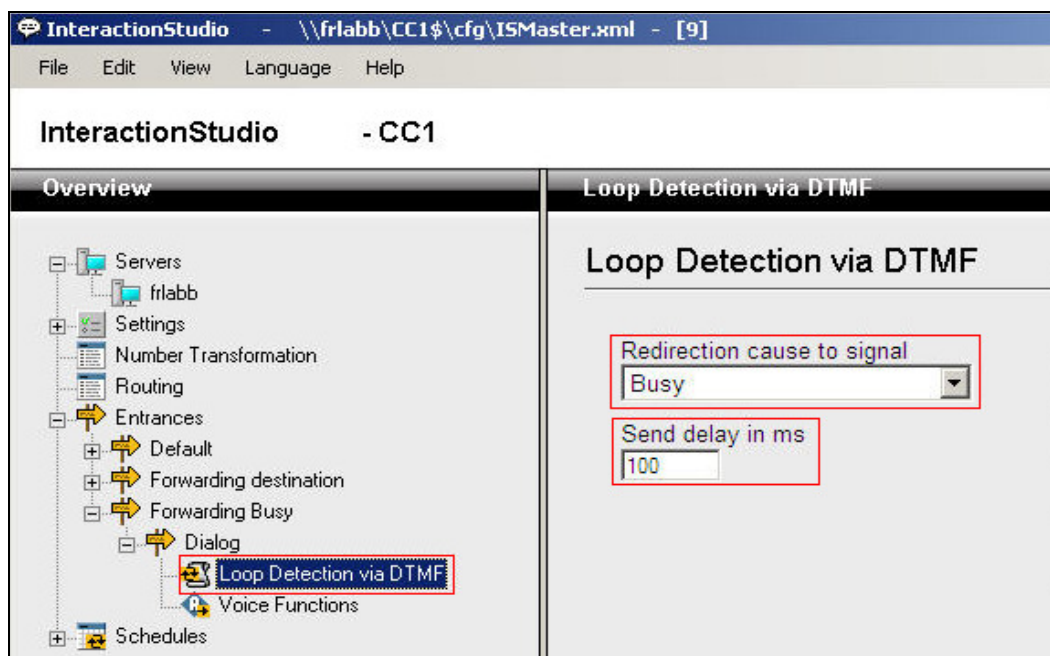 InteractionStudio - \\frlabb\CC1$\cfg\ISMaster.xml - [9]
File Edit View Language Help
InteractionStudio - CC1
Overview
Servers
frlabb
Settings
Number Transformation
Routing
Entrances
Default
Forwarding destination
Forwarding Busy
Dialog
Loop Detection via DTMF
Voice Functions
Schedules
Loop Detection via DTMF
Loop Detection via DTMF
Redirection cause to signal
Busy
Send delay in ms
100